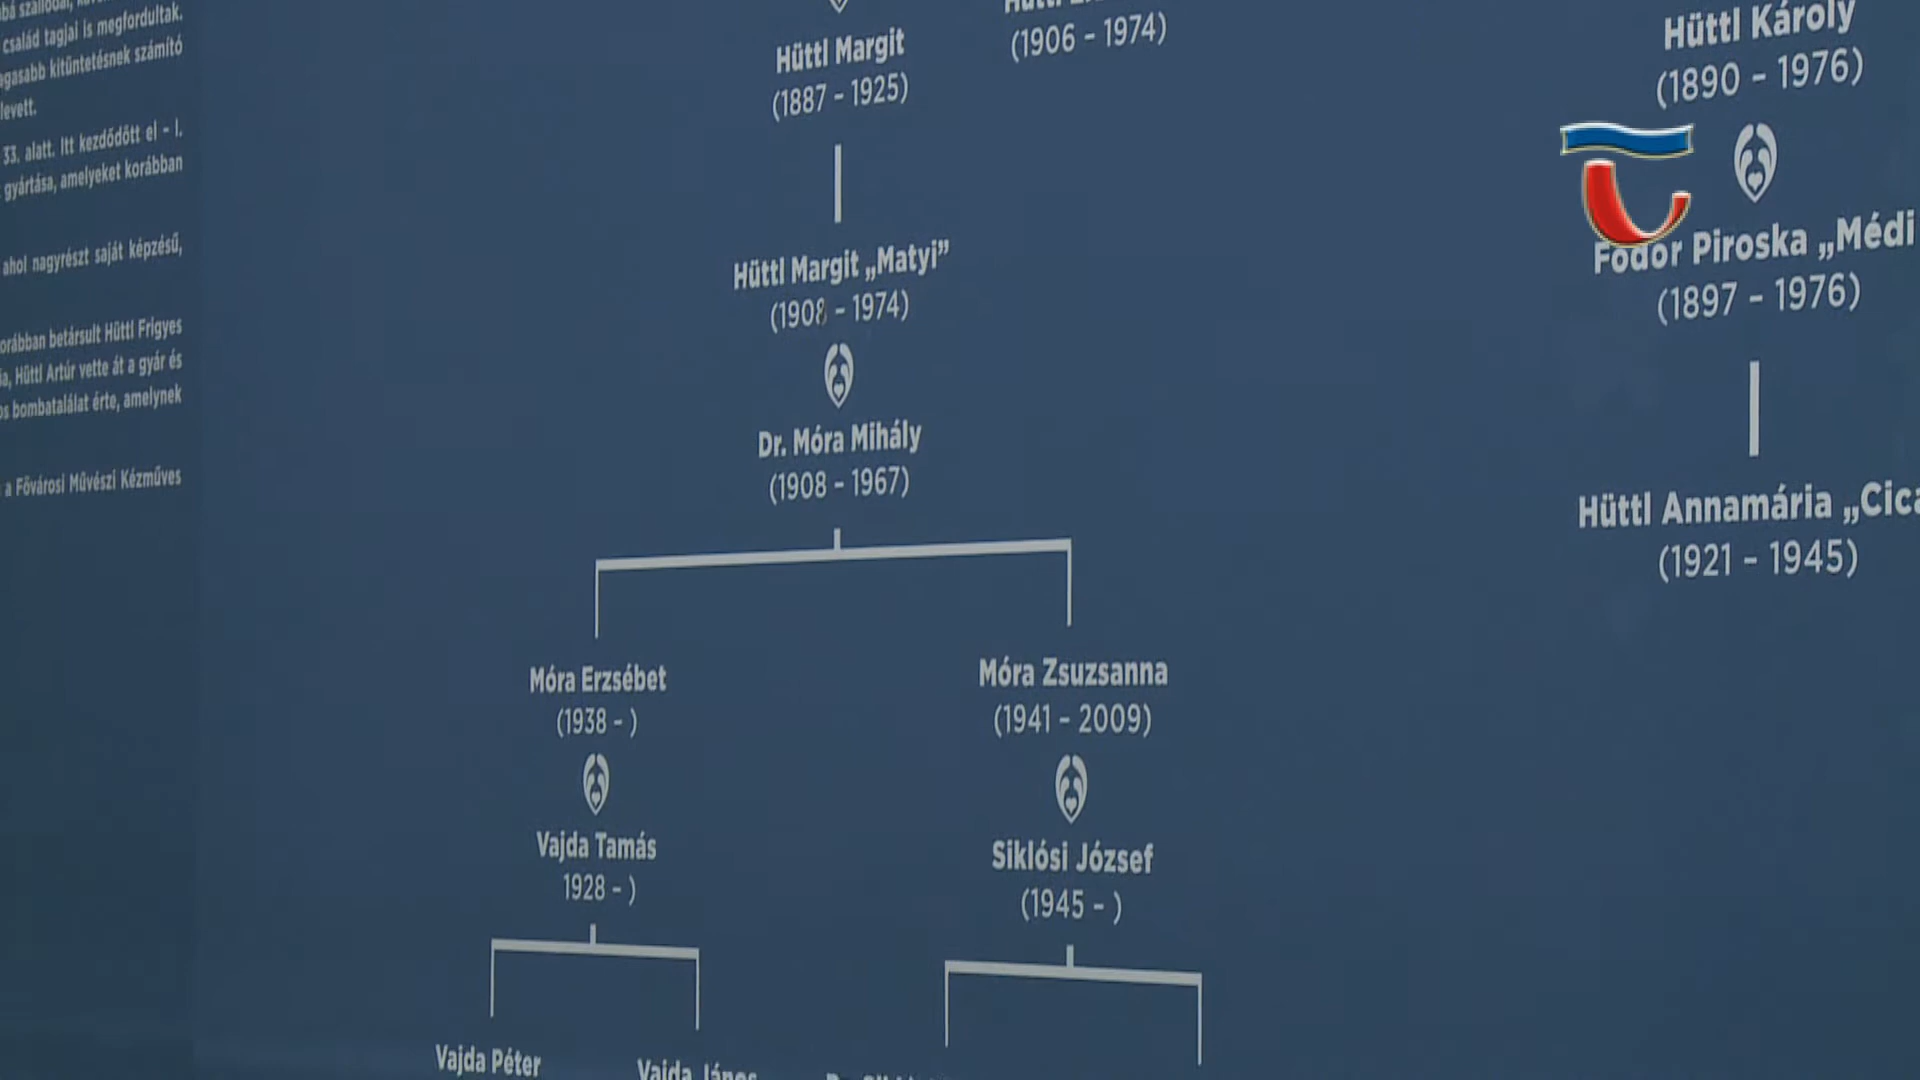 család tagjai is megfordultak.
kitüntetésnek számító
levett.
33. alatt. Itt kezdődött el - I.
gyártása, amelyeket korábban
ahol nagyrészt saját képzésű,
betársult Hüttl Frigyes
Hüttl Artúr vette át a gyár és
bombatalálat érte, amelynek
a Fővárosi Művészi Kézműves
Hüttl Margit
(1887 - 1925)
Hüttl Margit „Matyi”
(1908 - 1974)
Dr. Móra Mihály
(1908 - 1967)
Móra Erzsébet
(1938 - )
Vajda Tamás
1928 - )
Vajda Péter
Vajda János
(1906 - 1974)
Móra Zsuzsanna
(1941 - 2009)
Siklósi József
(1945 - )
Hüttl Károly
(1890 - 1976)
Fodor Piroska „Médi
(1897 - 1976)
Hüttl Annamária „Cica
(1921 - 1945)